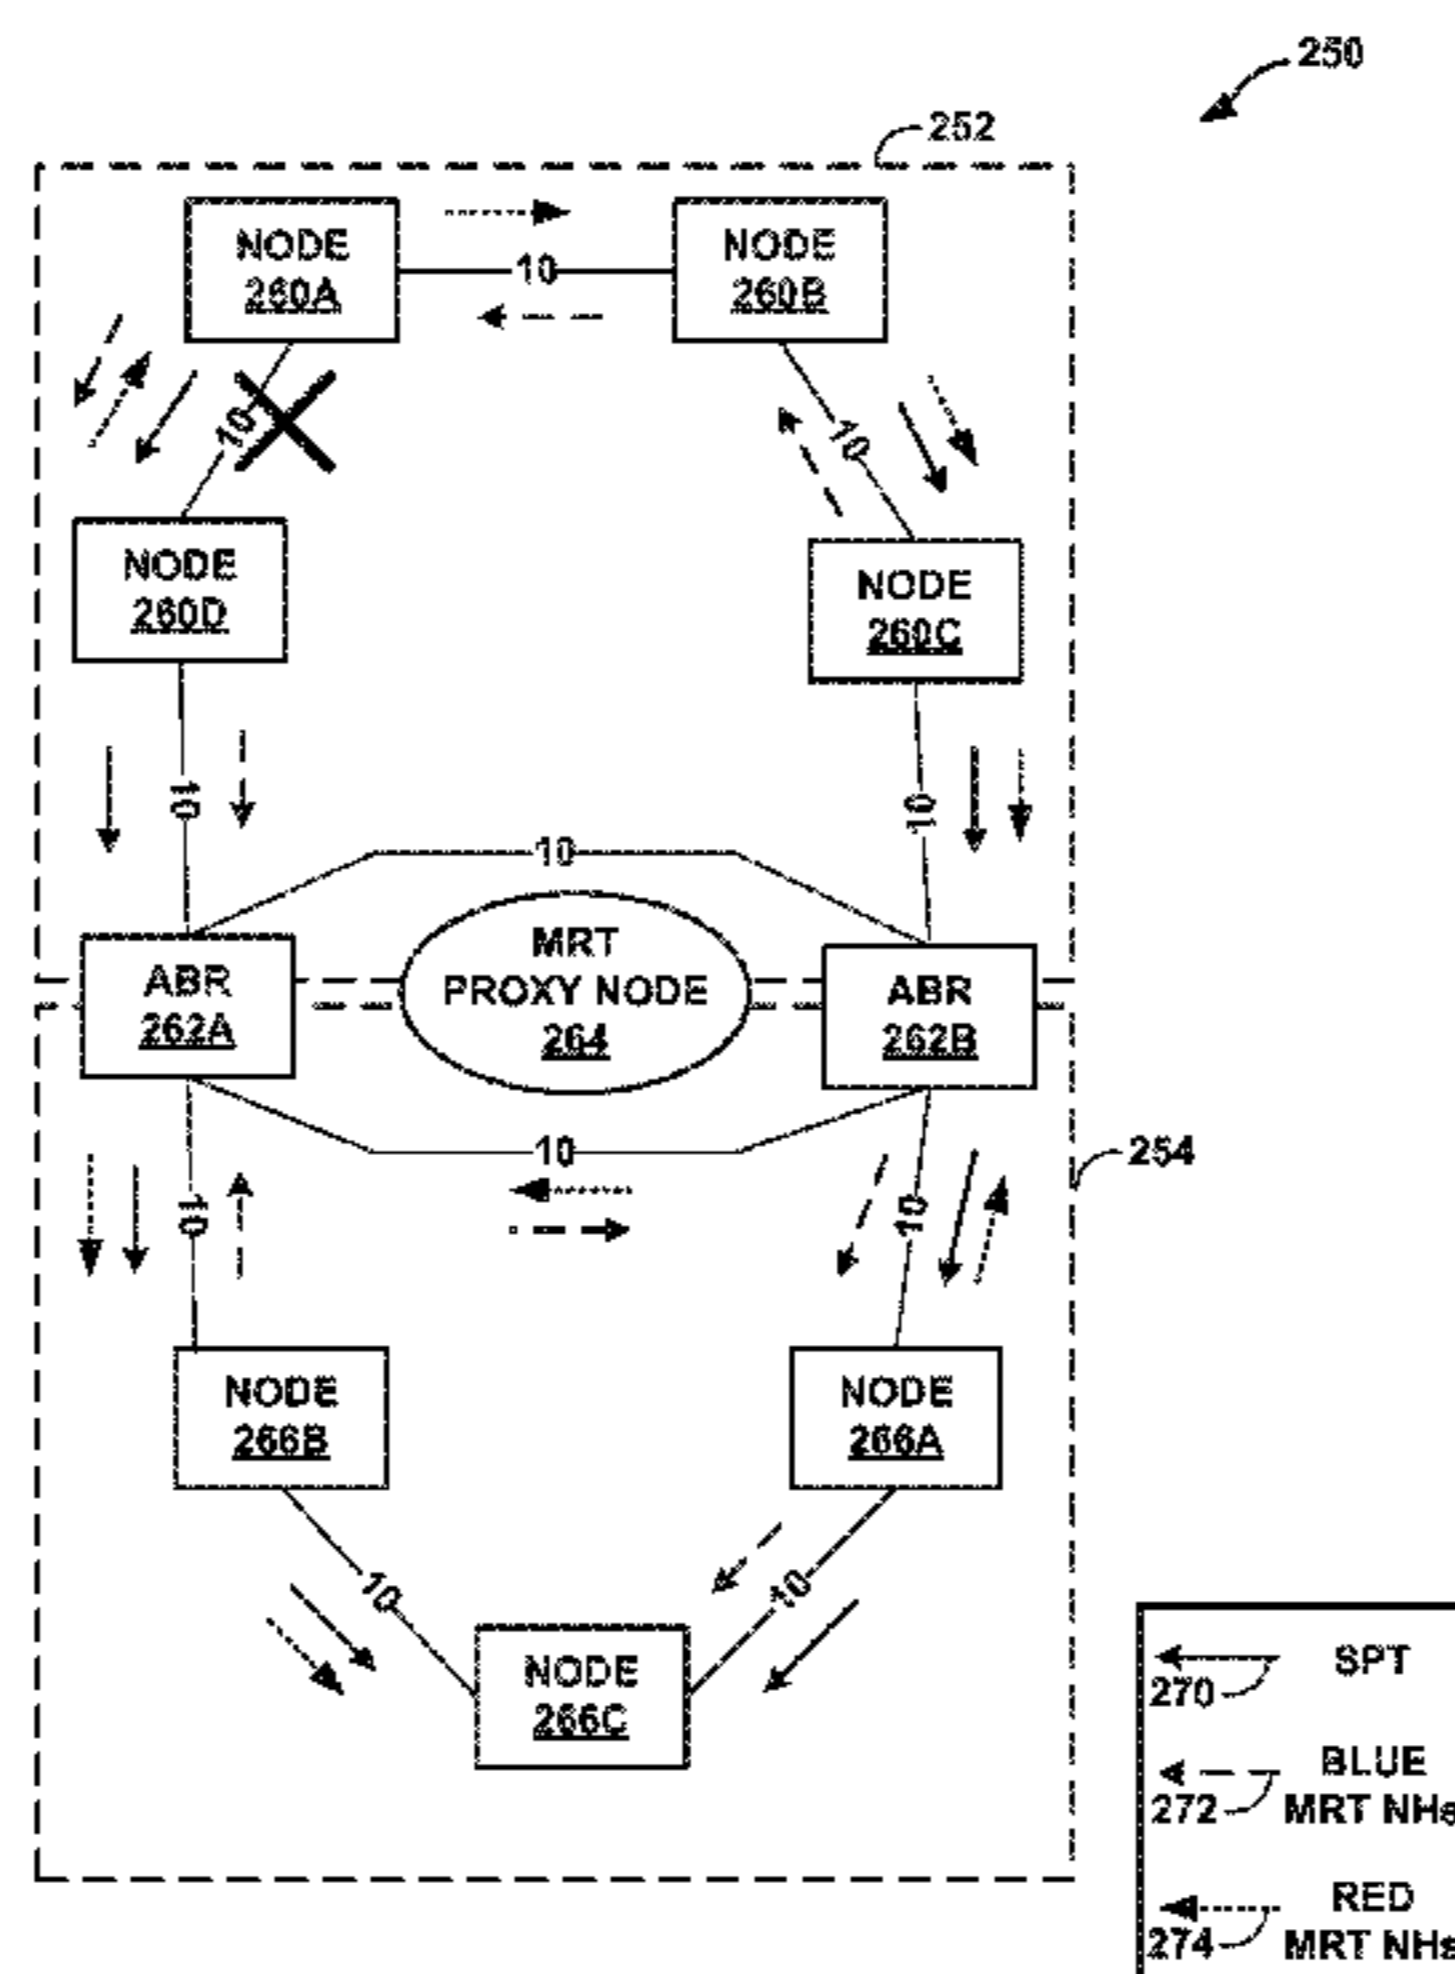 250
252
NODE
260A
10
NODE
260B
10
10
NODE
260D
NODE
260C
10
10
10
ABR
262A
MRT
PROXY NODE
264
ABR
262B
10
254
10
10
NODE
266B
NODE
266A
10
10
NODE
266C
SPT
270
BLUE
272 MRT NHs
RED
274 MRT NHs